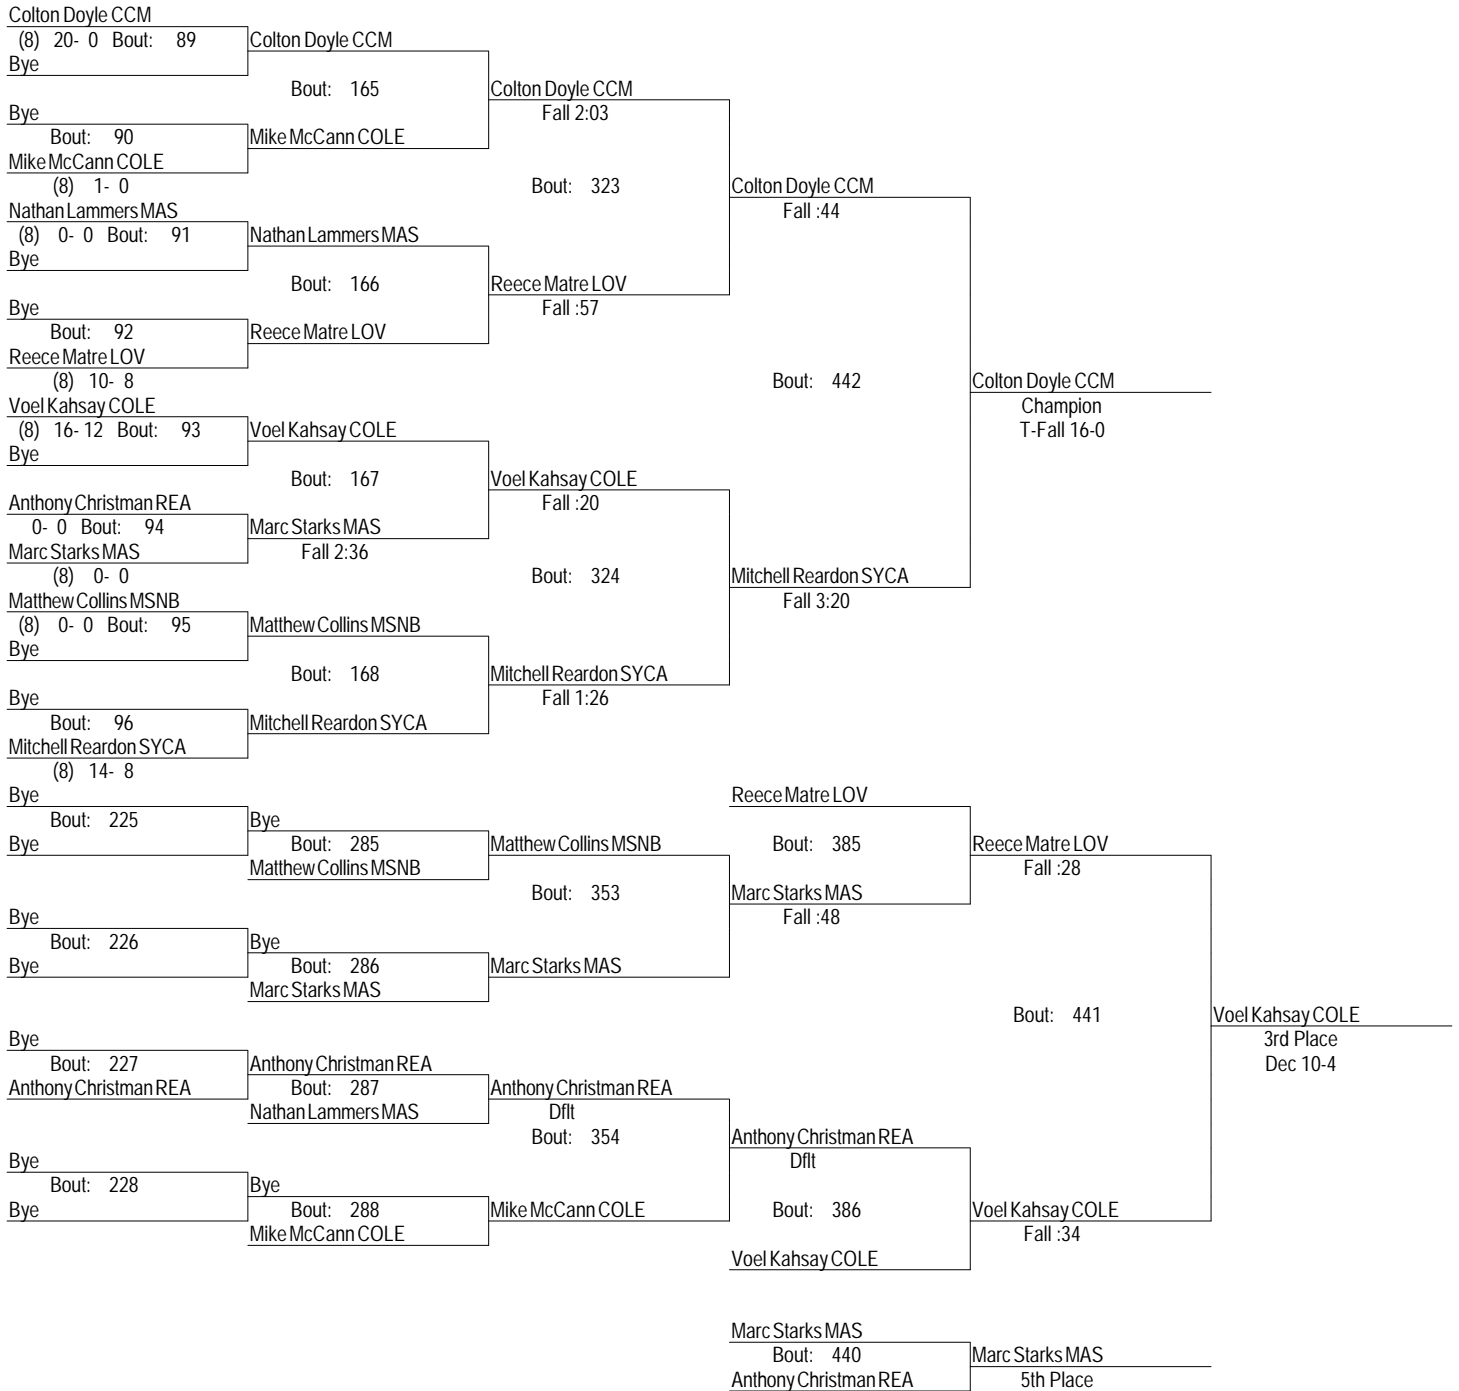 Colton Doyle CCM
(8) 20- 0 Bout: 89
Bye
Colton Doyle CCM
Bout: 165
Bye
Bout: 90
Mike McCann COLE
(8) 1- 0
Mike McCann COLE
Colton Doyle CCM
Fall 2:03
Bout: 323
Nathan Lammers MAS
(8) 0- 0 Bout: 91
Bye
Nathan Lammers MAS
Bout: 166
Bye
Bout: 92
Reece Matre LOV
(8) 10- 8
Reece Matre LOV
Reece Matre LOV
Fall :57
Colton Doyle CCM
Fall :44
Bout: 442
Voel Kahsay COLE
(8) 16- 12 Bout: 93
Bye
Voel Kahsay COLE
Bout: 167
Anthony Christman REA
0- 0 Bout: 94
Marc Starks MAS
(8) 0- 0
Marc Starks MAS
Fall 2:36
Voel Kahsay COLE
Fall :20
Bout: 324
Matthew Collins MSNB
(8) 0- 0 Bout: 95
Bye
Matthew Collins MSNB
Bout: 168
Bye
Bout: 96
Mitchell Reardon SYCA
(8) 14- 8
Mitchell Reardon SYCA
Mitchell Reardon SYCA
Fall 1:26
Mitchell Reardon SYCA
Fall 3:20
Colton Doyle CCM
Champion
T-Fall 16-0
Bye
Bout: 225
Bye
Bye
Bout: 285
Matthew Collins MSNB
Matthew Collins MSNB
Bout: 353
Bye
Bout: 226
Bye
Bye
Bout: 286
Marc Starks MAS
Marc Starks MAS
Reece Matre LOV
Bout: 385
Marc Starks MAS
Fall :48
Reece Matre LOV
Fall :28
Bout: 441
Bye
Bout: 227
Anthony Christman REA
Anthony Christman REA
Bout: 287
Nathan Lammers MAS
Anthony Christman REA
Dflt
Bout: 354
Bye
Bout: 228
Bye
Bye
Bout: 288
Mike McCann COLE
Mike McCann COLE
Anthony Christman REA
Dflt
Bout: 386
Voel Kahsay COLE
Voel Kahsay COLE
Fall :34
Voel Kahsay COLE
3rd Place
Dec 10-4
Marc Starks MAS
Bout: 440
Anthony Christman REA
Marc Starks MAS
5th Place